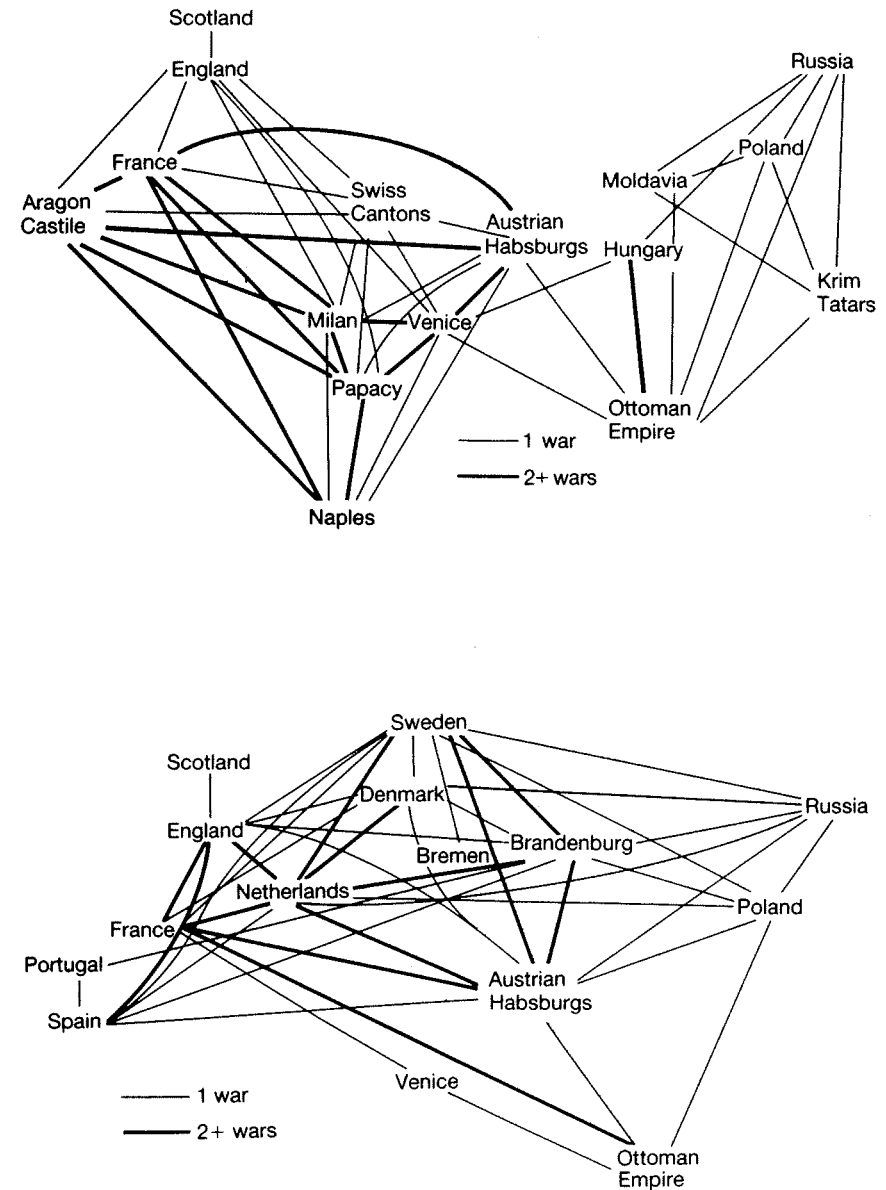 Scotland
England
Russia
France
Poland
Moldavia
Swiss
Cantons
Aragon
Castile
Austrian
Habsburgs
Hungary
Krim
Tatars
Milan
Venice
Papacy
Ottoman
Empire
1 war
2+ wars
Naples
Sweden
Scotland
Denmark
Russia
England
Brandenburg
Bremen
Netherlands
Poland
France
Portugal
Austrian
Habsburgs
Spain
Venice
1 war
2+ wars
Ottoman
Empire